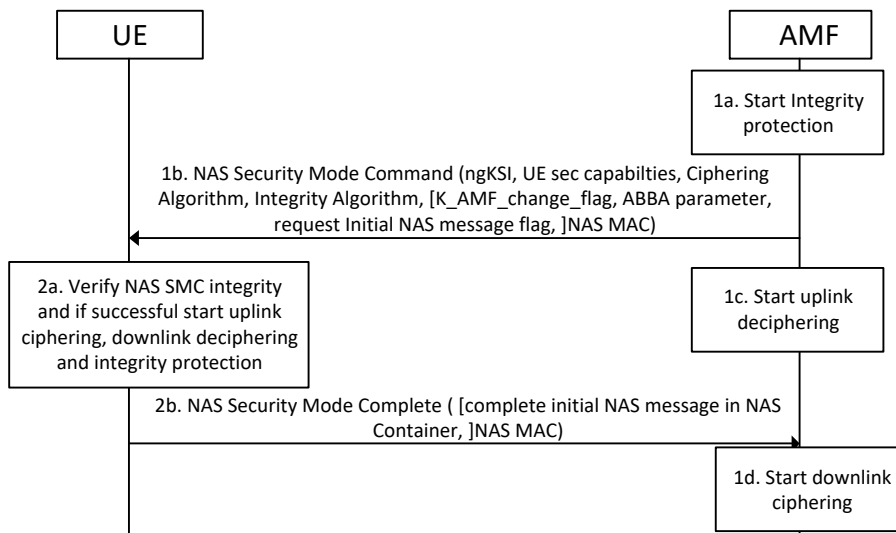 UE
AMF
1a. Start Integrity
protection
1b. NAS Security Mode Command (ngKSI, UE sec capabilties, Ciphering
Algorithm, Integrity Algorithm, [K_AMF_change_flag, ABBA parameter,
request Initial NAS message flag, ]NAS MAC)
2a. Verify NAS SMC integrity
and if successful start uplink
ciphering, downlink deciphering
and integrity protection
1c. Start uplink
deciphering
2b. NAS Security Mode Complete ( [complete initial NAS message in NAS
Container, ]NAS MAC)
1d. Start downlink
ciphering